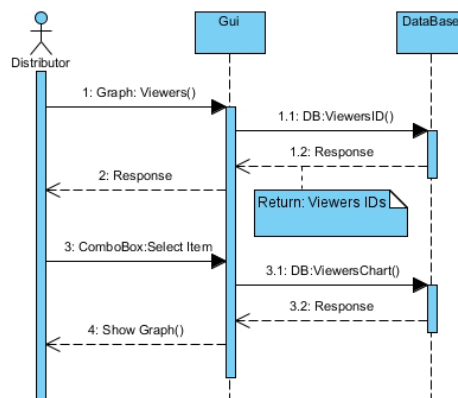 Gui
DataBase
Distributor
1: Graph: Viewers()
1.1: DB:ViewersID()
1.2: Response
2: Response
Return: Viewers IDs
3: ComboBox:Select Item
3.1: DB:ViewersChart()
3.2: Response
4: Show Graph()